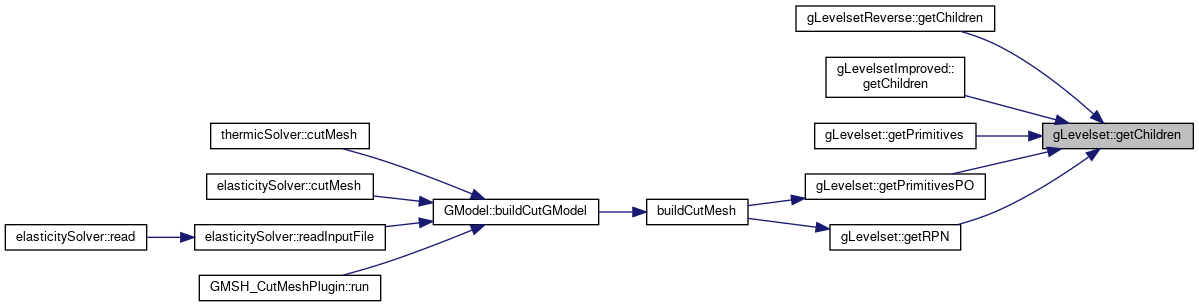 gLevelsetReverse::getChildren
gLevelsetImproved::
getChildren
thermicSolver::cutMesh
gLevelset::getPrimitives
gLevelset::getChildren
elasticitySolver::cutMesh
gLevelset::getPrimitivesPO
GModel::buildCutGModel
buildCutMesh
elasticitySolver::read
elasticitySolver::readInputFile
gLevelset::getRPN
GMSH_CutMeshPlugin::run